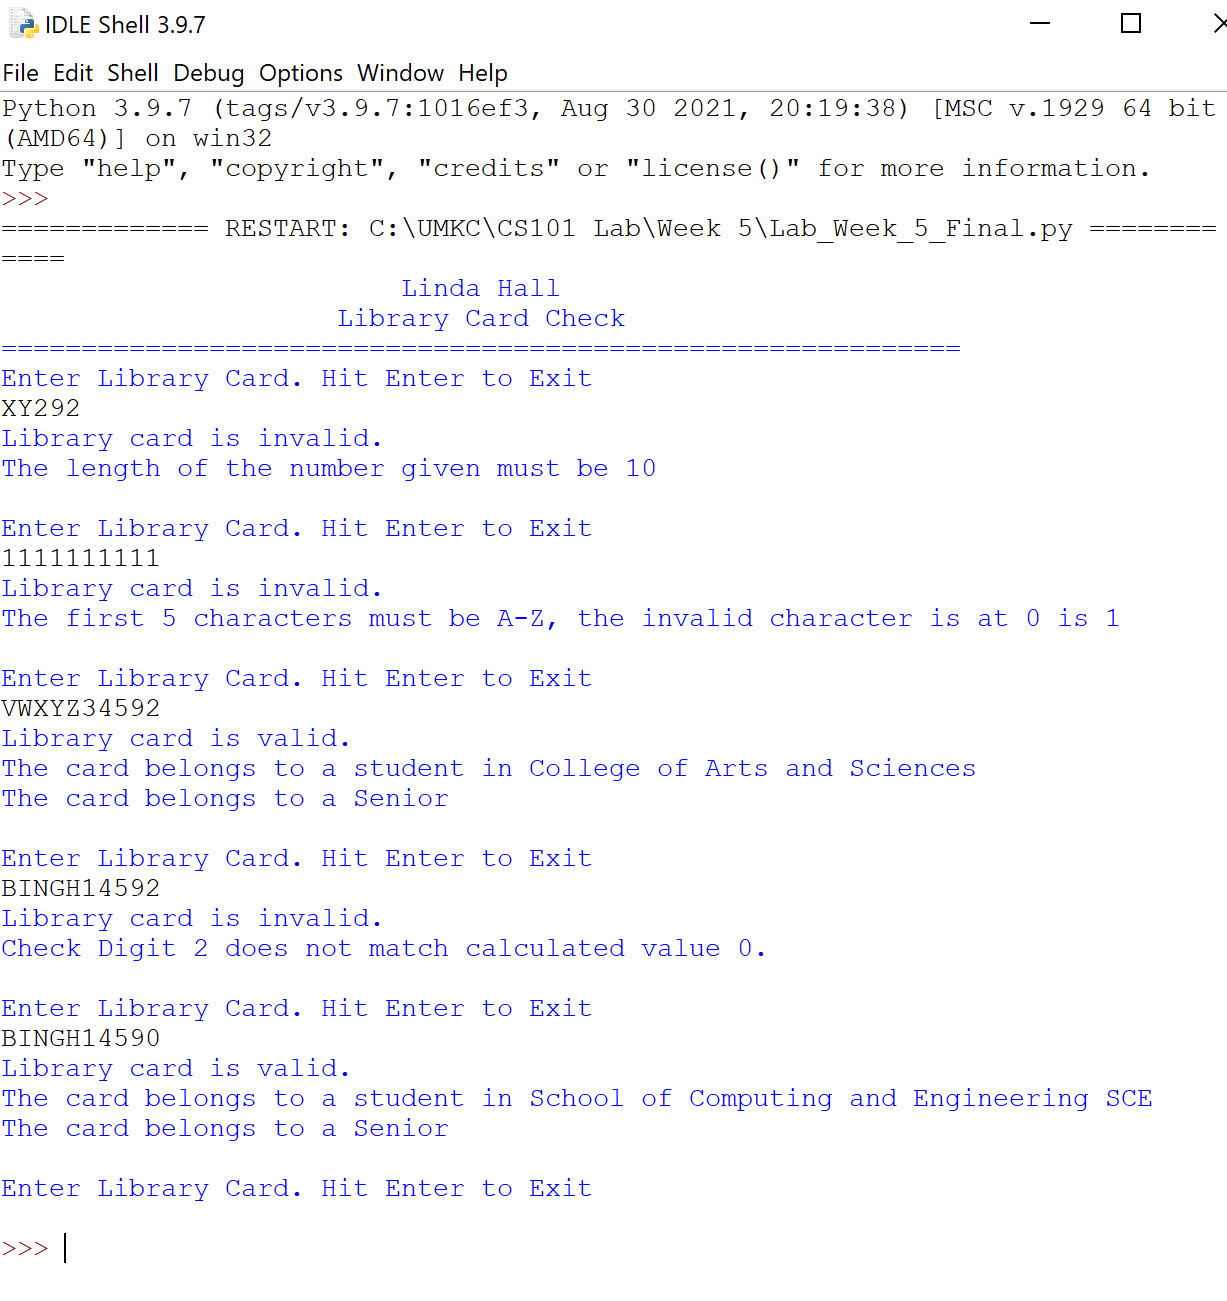 IDLE Shell 3.9.7
File Edit Shell Debug Options Window Help
Python 3.9.7 (tags/v3.9.7:1016ef3, Aug 30 2021, 20:19:38) [MSC v.1929 64 bit
(AMD64)] on win32
Type "help", "copyright", "credits" or "license()" for more information.
>>>
============= RESTART: C:\UMKC\CS101 Lab\Week 5\Lab_Week_5_Final.py ========
====
Linda Hall
Library Card Check
============================================================
Enter Library Card. Hit Enter to Exit
XY292
Library card is invalid.
The length of the number given must be 10
Enter Library Card. Hit Enter to Exit
1111111111
Library card is invalid.
The first 5 characters must be A-Z, the invalid character is at 0 is 1
Enter Library Card. Hit Enter to Exit
VWXYZ34592
Library card is valid.
The card belongs to a student in College of Arts and Sciences
The card belongs to a Senior
Enter Library Card. Hit Enter to Exit
BINGH14592
Library card is invalid.
Check Digit 2 does not match calculated value 0.
Enter Library Card. Hit Enter to Exit
BINGH14590
Library card is valid.
The card belongs to a student in School of Computing and Engineering SCE
The card belongs to a Senior
Enter Library Card. Hit Enter to Exit
>>>